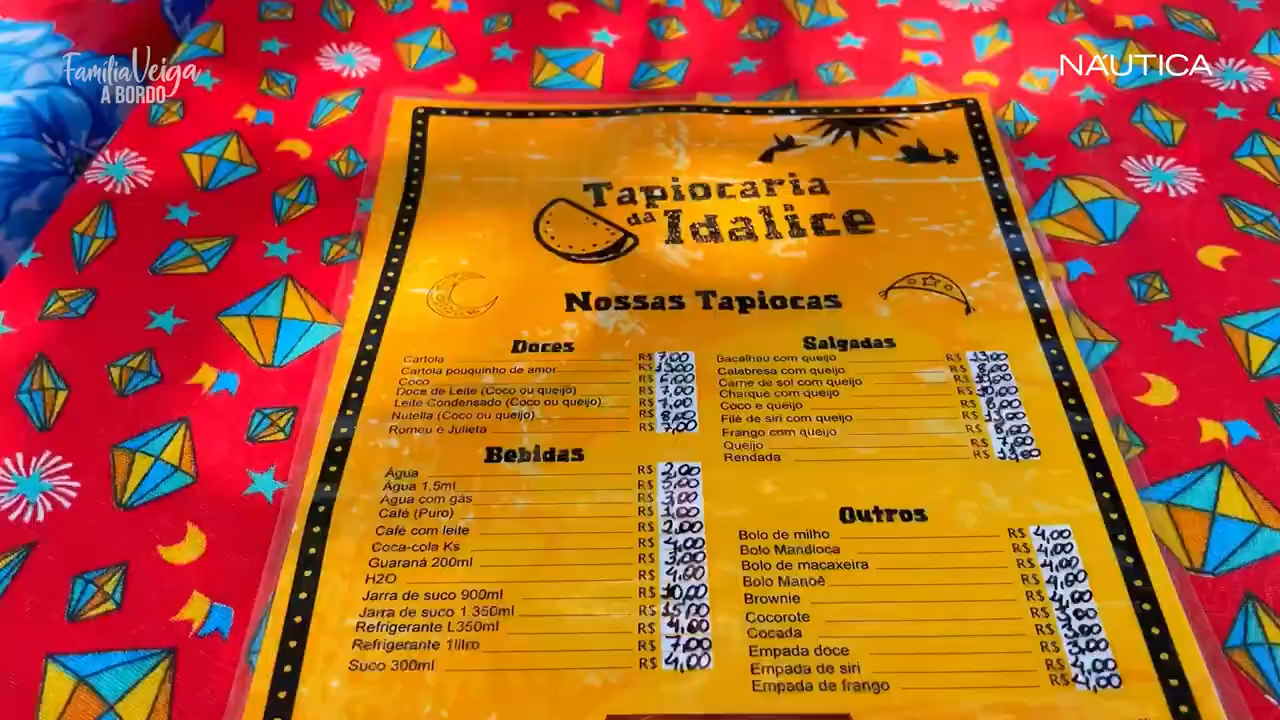 Família Veiga
A BORDO
NÁUTICA
Tapiocaria
da Idalice
Nossas Tapiocas
Doces
Cartola R$ 7,00
Cartola pouquinho de amor R$ 13,00
Coco R$ 6,00
Doce de Leite (Coco ou queijo) R$ 7,00
Leite Condensado (Coco ou queijo) R$ 7,00
Nutella (Coco ou queijo) R$ 8,00
Romeu e Julieta R$ 7,00
Bebidas
Água R$ 2,00
Água 1,5ml R$ 5,00
Agua com gás R$ 3,00
Café (Puro) R$ 1,00
Café com leite R$ 2,00
Coca-cola Ks R$ 4,00
Guaraná 200ml R$ 3,00
H2O R$ 4,00
Jarra de suco 900ml R$ 10,00
Jarra de suco 1.350ml R$ 15,00
Refrigerante L350ml R$ 4,00
Refrigerante 1litro R$ 7,00
Suco 300ml R$ 4,00
Salgadas
Bacalhau com queijo R$ 13,00
Calabresa com queijo R$ 8,00
Carne de sol com queijo R$
Charque com queijo R$ 10,00
Coco e queijo R$ 8,00
Filé de siri com queijo R$ 13,00
Frango com queijo R$ 8,00
Queijo R$ 7,00
Rendada R$
Outros
Bolo de milho R$ 4,00
Bolo Mandioca R$ 4,00
Bolo de macaxeira R$ 4,00
Bolo Manoê R$ 4,00
Brownie R$ 4,00
Cocorote R$ 3,00
Cocada R$ 3,00
Empada doce R$ 3,00
Empada de siri R$ 4,00
Empada de frango R$ 4,00